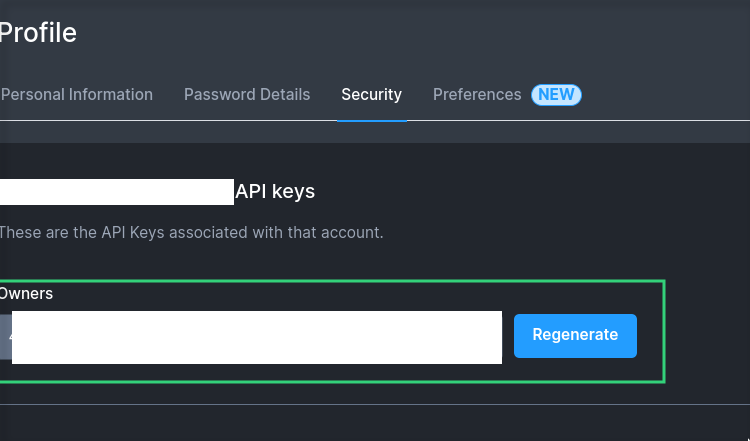 Profile
Personal Information Password Details Security Preferences NEW
API keys
These are the API Keys associated with that account.
Owners
Regenerate